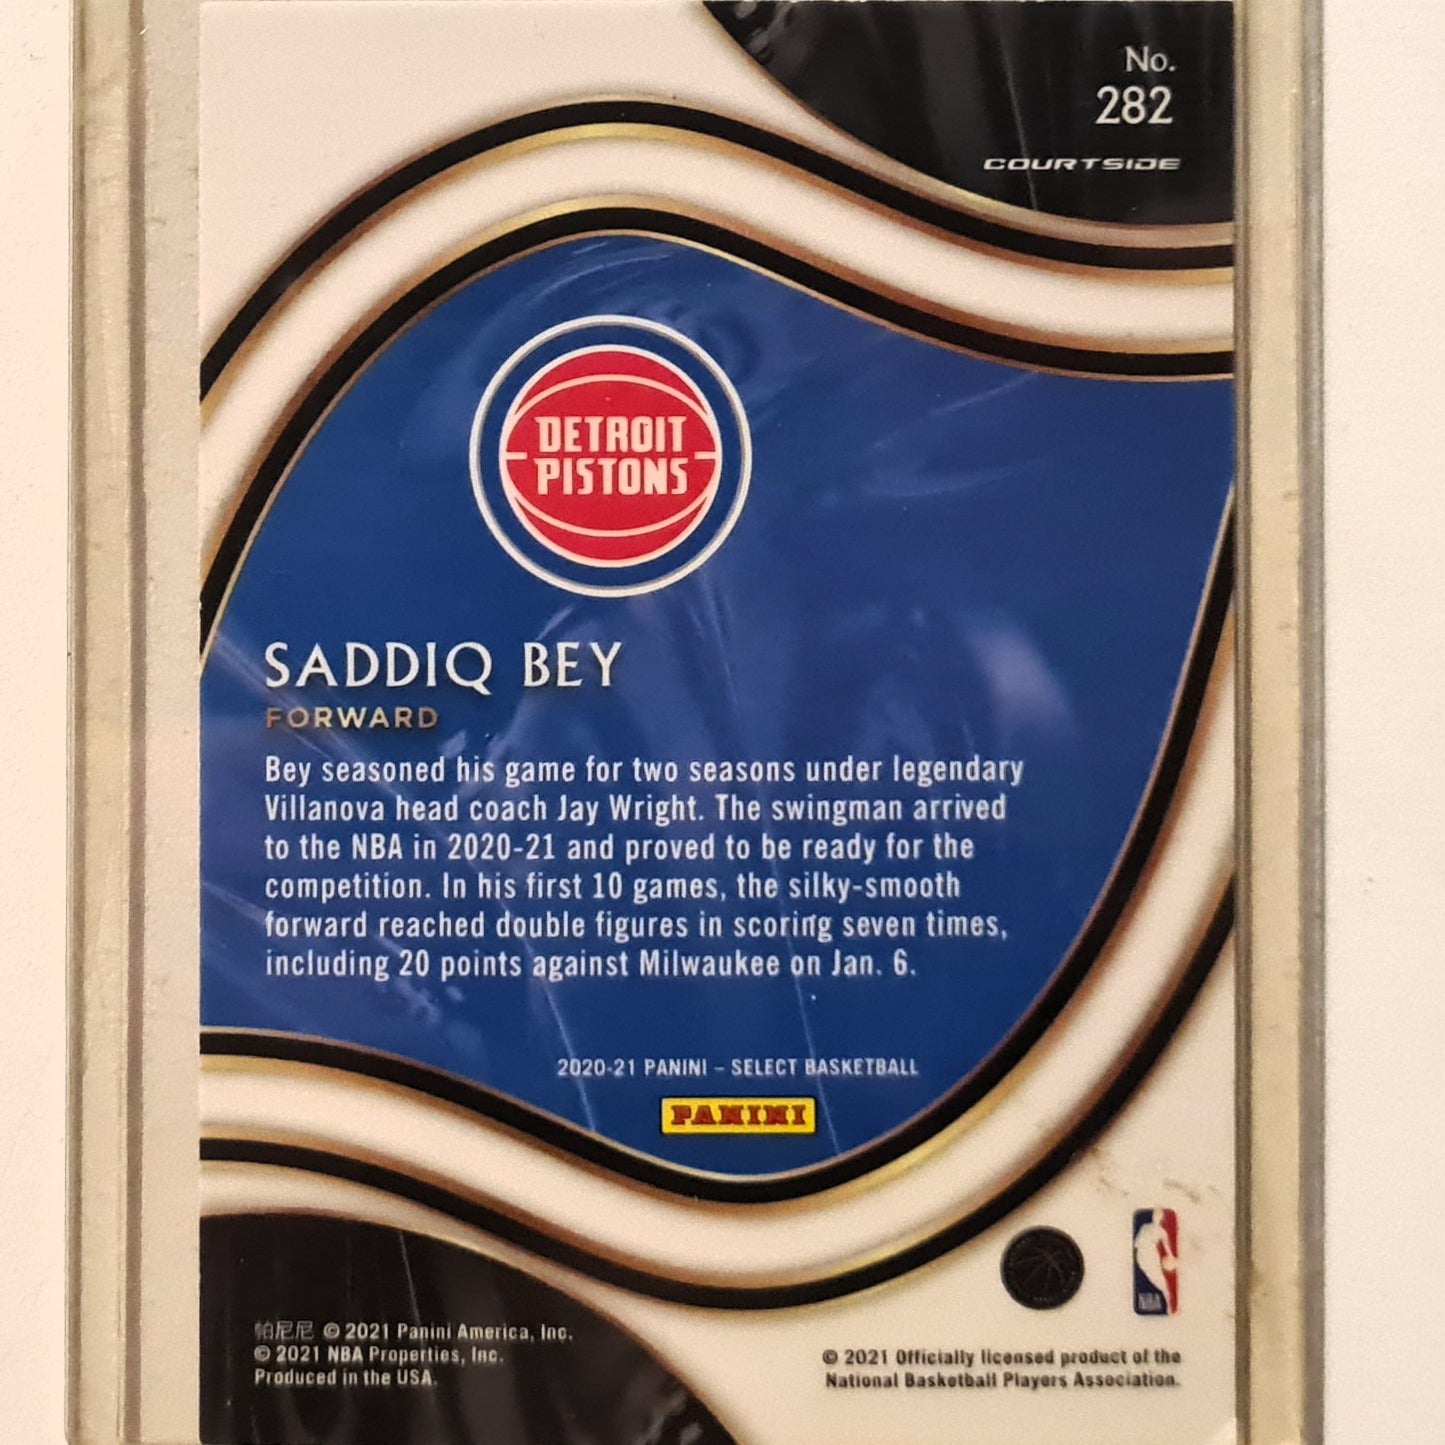 No.
282
COURTSIDE
DETROIT
PISTONS
SADDIQ BEY
FORWARD
Bey seasoned his game for two seasons under legendary
Villanova head coach Jay Wright. The swingman arrived
to the NBA in 2020-21 and proved to be ready for the
competition. In his first 10 games, the silky-smooth
forward reached double figures in scoring seven times,
including 20 points against Milwaukee on Jan. 6.
2020-21 PANINI – SELECT BASKETBALL
PANINI
NBA
帕尼尼 © 2021 Panini America, Inc.
© 2021 NBA Properties, Inc.
Produced in the USA.
© 2021 Officially licensed product of the
National Basketball Players Association.